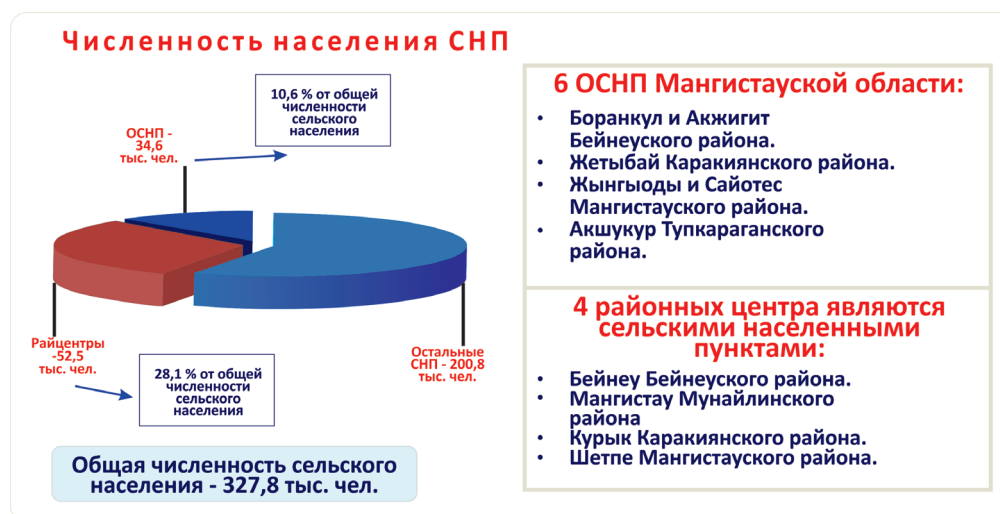 Численность населения СНП
10,6 % от общей
численности
сельского
населения
ОСНП -
34,6
тыс. чел.
Райцентры
-52,5
тыс. чел.
28,1 % от общей
численности
сельского
населения
Остальные
СНП - 200,8
тыс. чел.
Общая численность сельского
населения - 327,8 тыс. чел.
6 ОСНП Мангистауской области:
• Боранкул и Акжигит
Бейнеуского района.
• Жетыбай Каракиянского района.
• Жынгыоды и Сайотес
Мангистауского района.
• Акшукур Тупкараганского
района.
4 районных центра являются
сельскими населенными
пунктами:
• Бейнеу Бейнеуского района.
• Мангистау Мунайлинского
района
• Курык Каракиянского района.
• Шетпе Мангистауского района.